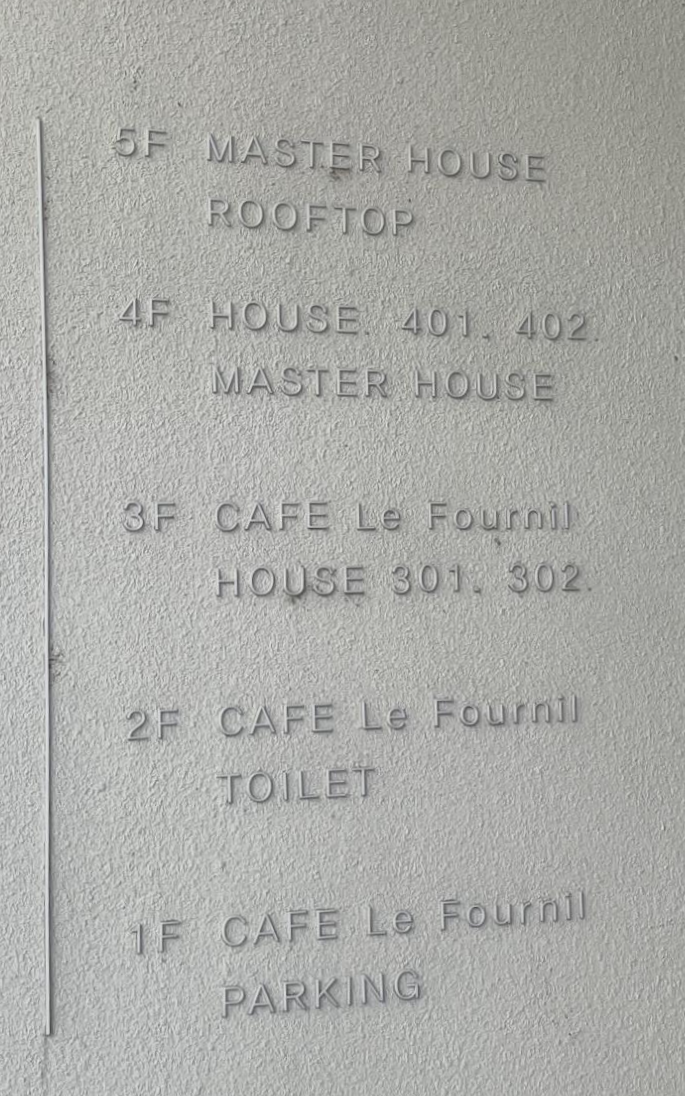 5F MASTER HOUSE
ROOFTOP
4F HOUSE. 401. 402.
MASTER HOUSE
3F CAFE Le Fournil
HOUSE 301. 302.
2F CAFE Le Fournil
TOILET
1F CAFE Le Fournil
PARKING